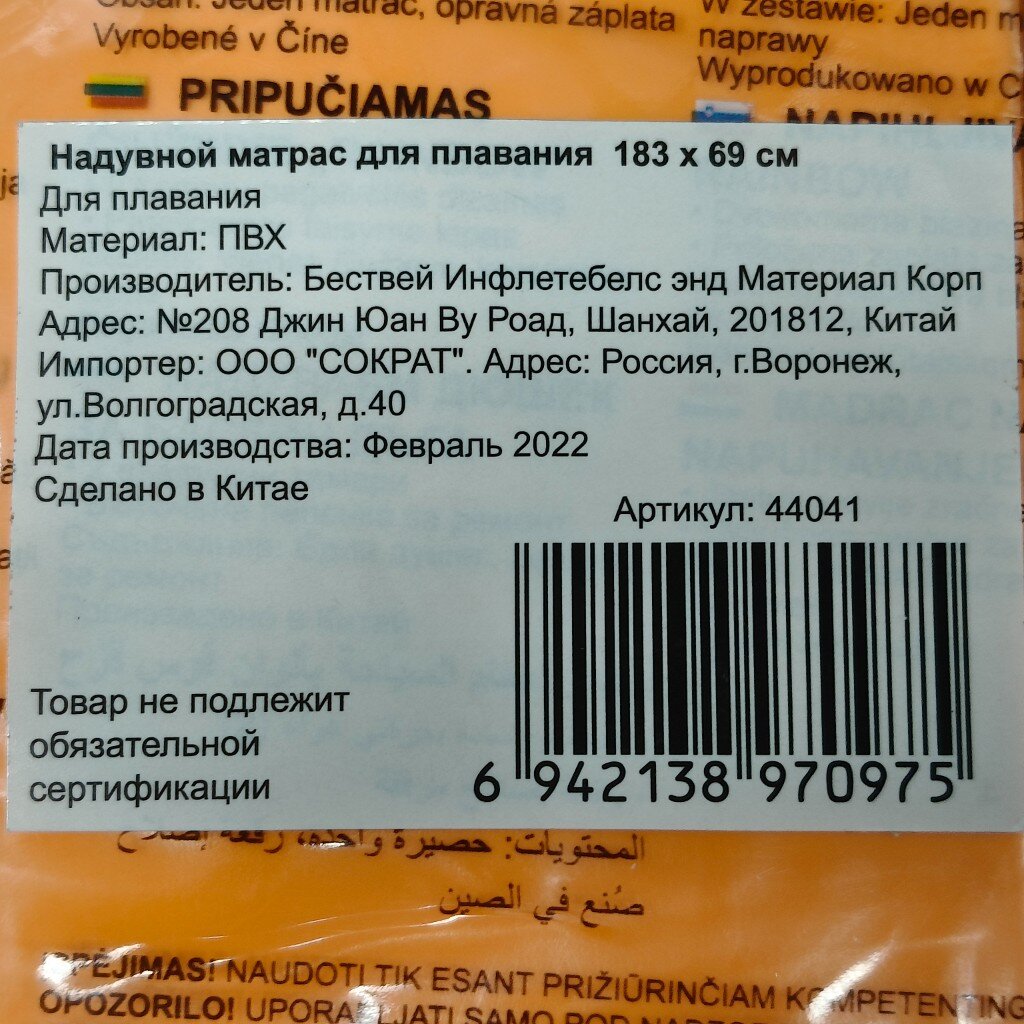 Obsah: Jeden matrac, opravná záplata
Vyrobené v Číne
W zestawie: Jeden
naprawy
Wyprodukowano w
PRIPUČIAMAS
Надувной матрас для плавания 183 x 69 см
Для плавания
Материал: ПВХ
Производитель: Бествей Инфлетебелс энд Материал Корп
Адрес: №208 Джин Юан Ву Роад, Шанхай, 201812, Китай
Импортер: ООО "СОКРАТ". Адрес: Россия, г.Воронеж,
ул.Волгоградская, д.40
Дата производства: Февраль 2022
Сделано в Китае
Артикул: 44041
Товар не подлежит
обязательной
сертификации
6 942138 970975
المحتويات: حصيرة واحدة، رقعة إصلاح
صُنع في الصين
ĮSPĖJIMAS! NAUDOTI TIK ESANT PRIŽIŪRINČIAM
OPOZORILO! UPORABLJATI SAMO POD